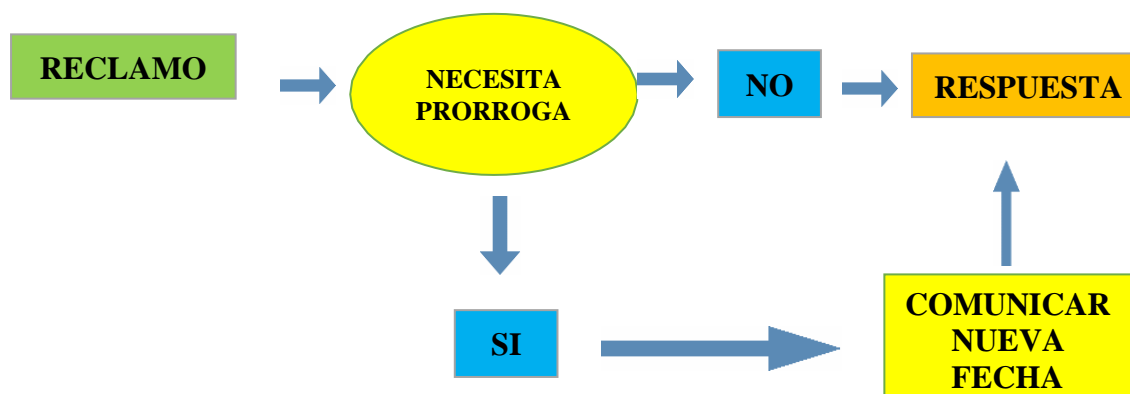 RECLAMO
NECESITA
PRORROGA
NO
RESPUESTA
SI
COMUNICAR
NUEVA
FECHA